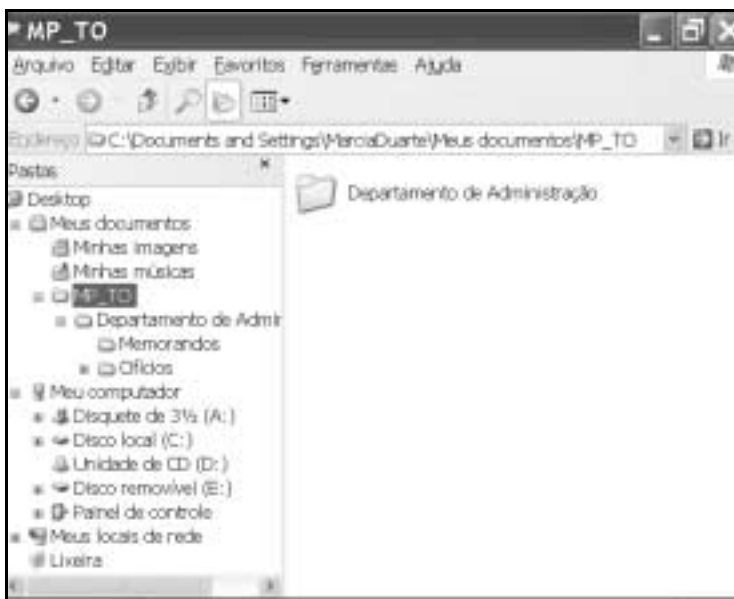 MP_TO
Arquivo Editar Exibir Favoritos Ferramentas Ajuda
Endereço C:\Documents and Settings\MarciaDuarte\Meus documentos\MP_TO Ir
Pastas
Desktop
Meus documentos
Minhas imagens
Minhas músicas
MP_TO
Departamento de Admir
Memorandos
Ofícios
Meu computador
Disquete de 3½ (A:)
Disco local (C:)
Unidade de CD (D:)
Disco removível (E:)
Painel de controle
Meus locais de rede
Lixeira
Departamento de Administração